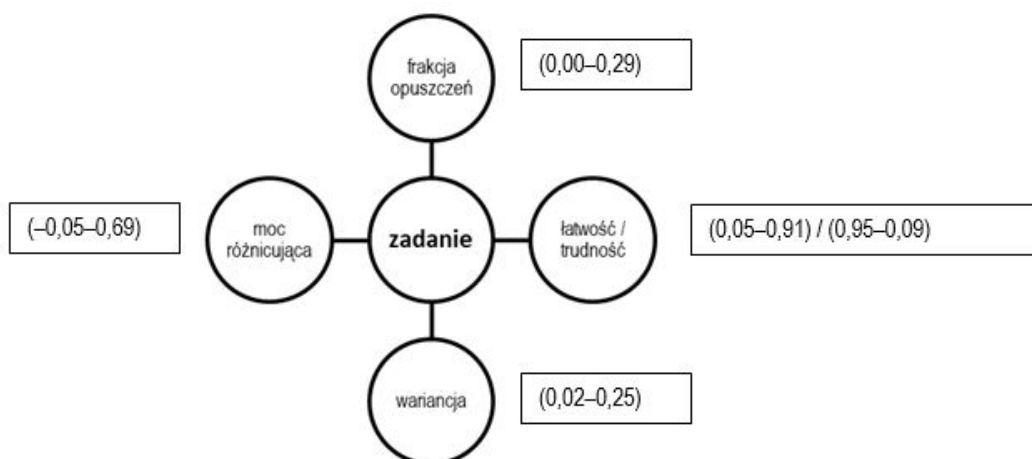 frakcja
opuszczeń
(0,00–0,29)
(–0,05–0,69)
moc
różnicująca
zadanie
łatwość /
trudność
(0,05–0,91) / (0,95–0,09)
wariancja
(0,02–0,25)